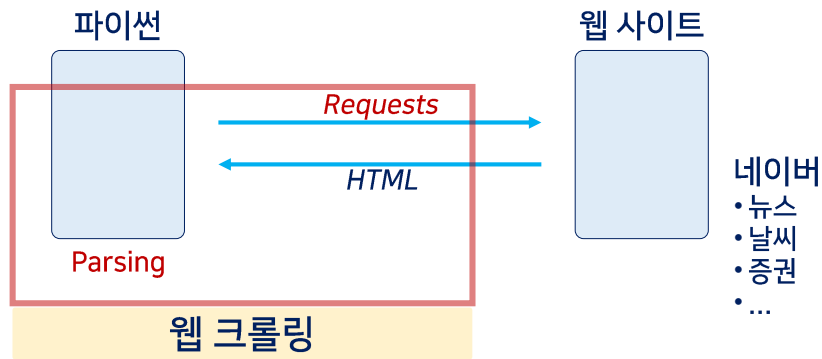 파이썬
웹 사이트
Requests
HTML
Parsing
네이버
• 뉴스
• 날씨
• 증권
• ...
웹 크롤링